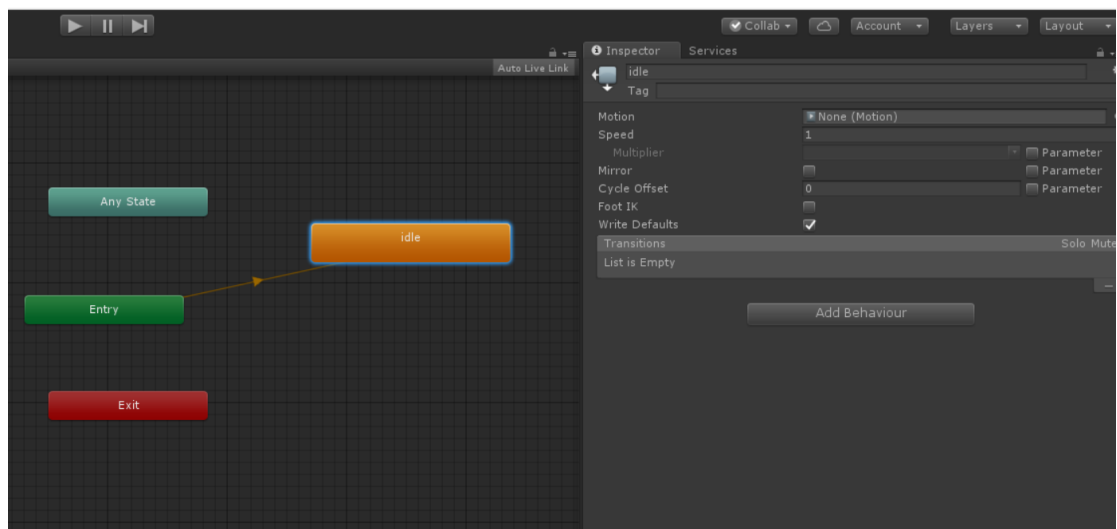 Collab
Account
Layers
Layout
Auto Live Link
Any State
idle
Entry
Exit
Inspector
Services
idle
Tag
Motion
None (Motion)
Speed
1
Multiplier
Parameter
Mirror
Parameter
Cycle Offset
0
Parameter
Foot IK
Write Defaults
Transitions
Solo Mute
List is Empty
Add Behaviour